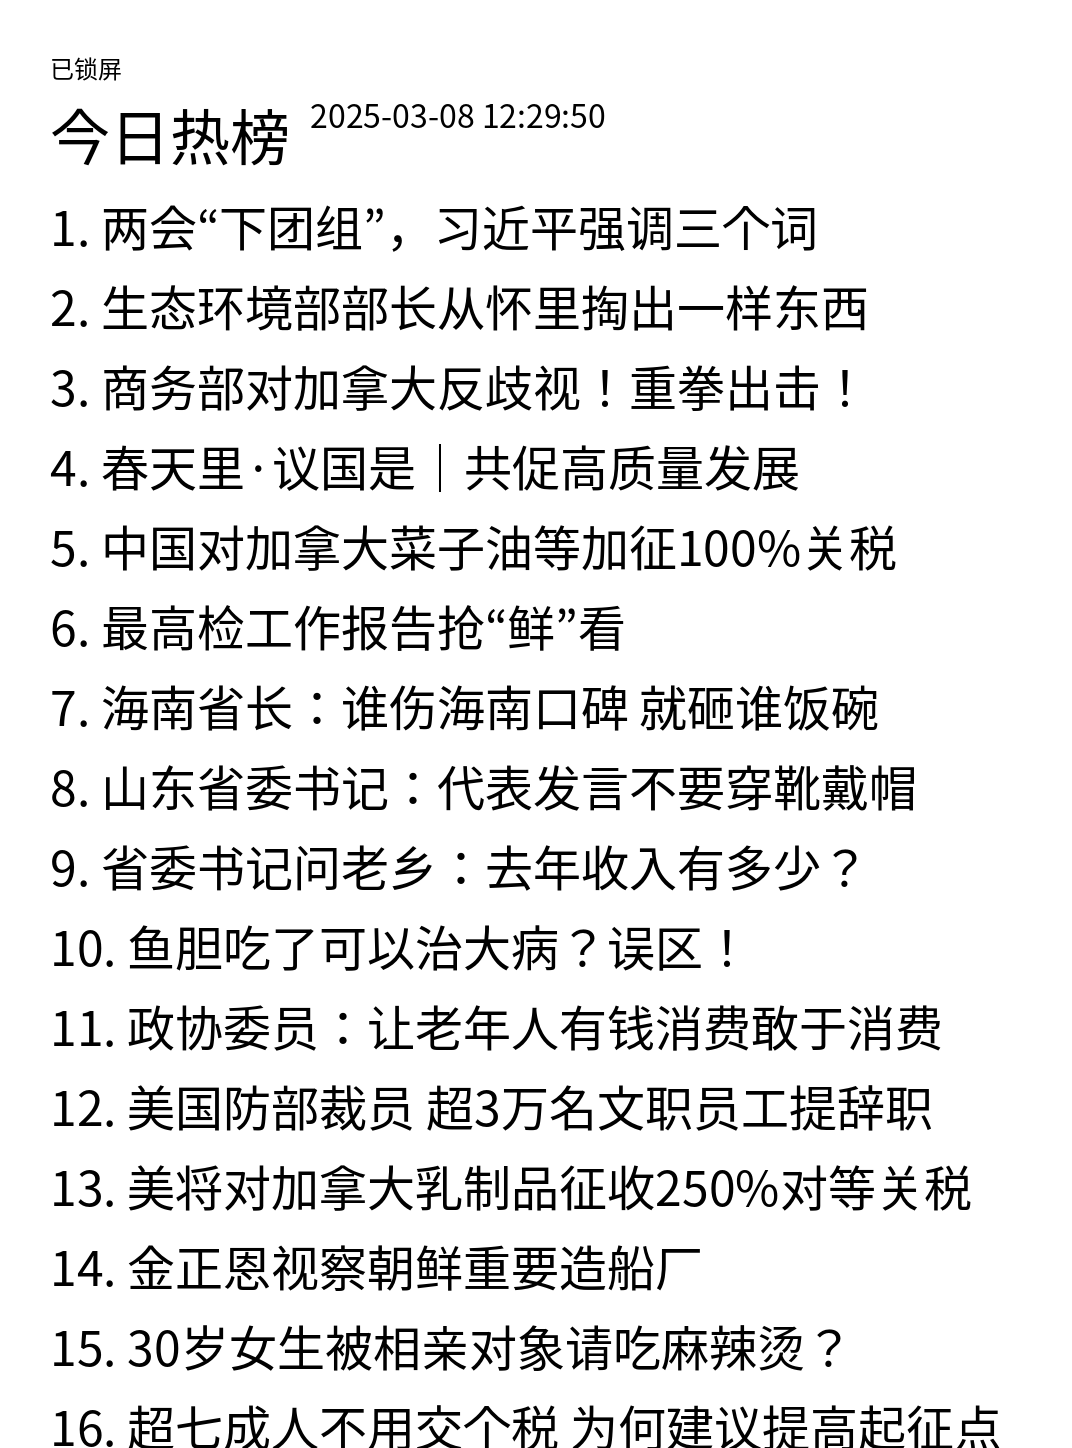 已锁屏
今日热榜 2025-03-08 12:29:50
1. 两会“下团组”，习近平强调三个词
2. 生态环境部部长从怀里掏出一样东西
3. 商务部对加拿大反歧视！重拳出击！
4. 春天里·议国是｜共促高质量发展
5. 中国对加拿大菜子油等加征100%关税
6. 最高检工作报告抢“鲜”看
7. 海南省长：谁伤海南口碑 就砸谁饭碗
8. 山东省委书记：代表发言不要穿靴戴帽
9. 省委书记问老乡：去年收入有多少？
10. 鱼胆吃了可以治大病？误区！
11. 政协委员：让老年人有钱消费敢于消费
12. 美国防部裁员 超3万名文职员工提辞职
13. 美将对加拿大乳制品征收250%对等关税
14. 金正恩视察朝鲜重要造船厂
15. 30岁女生被相亲对象请吃麻辣烫？
16. 超七成人不用交个税 为何建议提高起征点